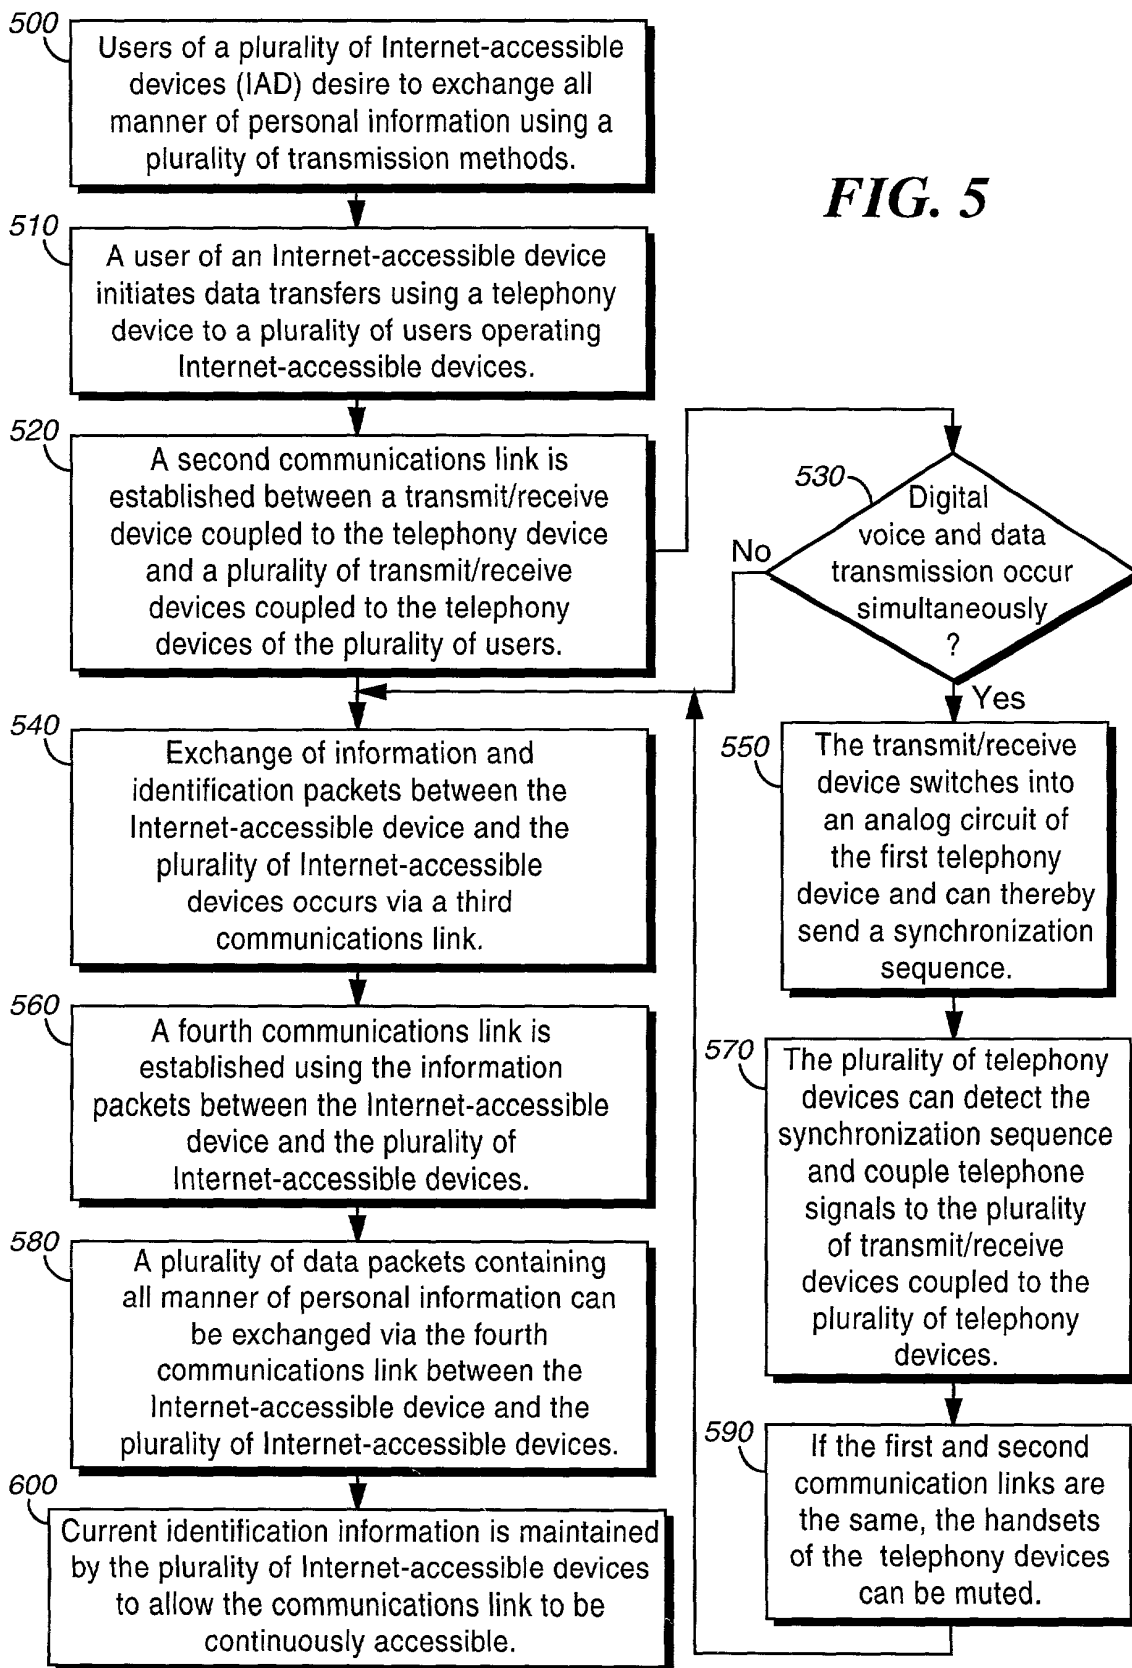 500
Users of a plurality of Internet-accessible
devices (IAD) desire to exchange all
manner of personal information using a
plurality of transmission methods.
FIG. 5
510
A user of an Internet-accessible device
initiates data transfers using a telephony
device to a plurality of users operating
Internet-accessible devices.
520
A second communications link is
established between a transmit/receive
device coupled to the telephony device
and a plurality of transmit/receive
devices coupled to the telephony
devices of the plurality of users.
530
Digital
voice and data
transmission occur
simultaneously
?
No
Yes
540
Exchange of information and
identification packets between the
Internet-accessible device and the
plurality of Internet-accessible
devices occurs via a third
communications link.
550
The transmit/receive
device switches into
an analog circuit of
the first telephony
device and can thereby
send a synchronization
sequence.
560
A fourth communications link is
established using the information
packets between the Internet-accessible
device and the plurality of
Internet-accessible devices.
570
The plurality of telephony
devices can detect the
synchronization sequence
and couple telephone
signals to the plurality
of transmit/receive
devices coupled to the
plurality of telephony
devices.
580
A plurality of data packets containing
all manner of personal information can
be exchanged via the fourth
communications link between the
Internet-accessible device and the
plurality of Internet-accessible devices.
590
If the first and second
communication links are
the same, the handsets
of the telephony devices
can be muted.
600
Current identification information is maintained
by the plurality of Internet-accessible devices
to allow the communications link to be
continuously accessible.